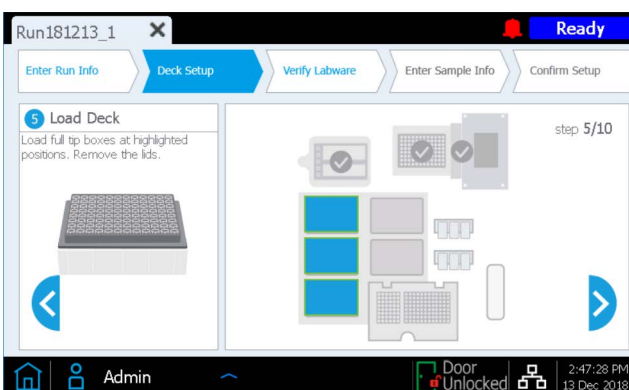 Run181213_1
Ready
Enter Run Info
Deck Setup
Verify Labware
Enter Sample Info
Confirm Setup
5 Load Deck
Load full tip boxes at highlighted
positions. Remove the lids.
step 5/10
Admin
Door
Unlocked
2:47:28 PM
13 Dec 2018